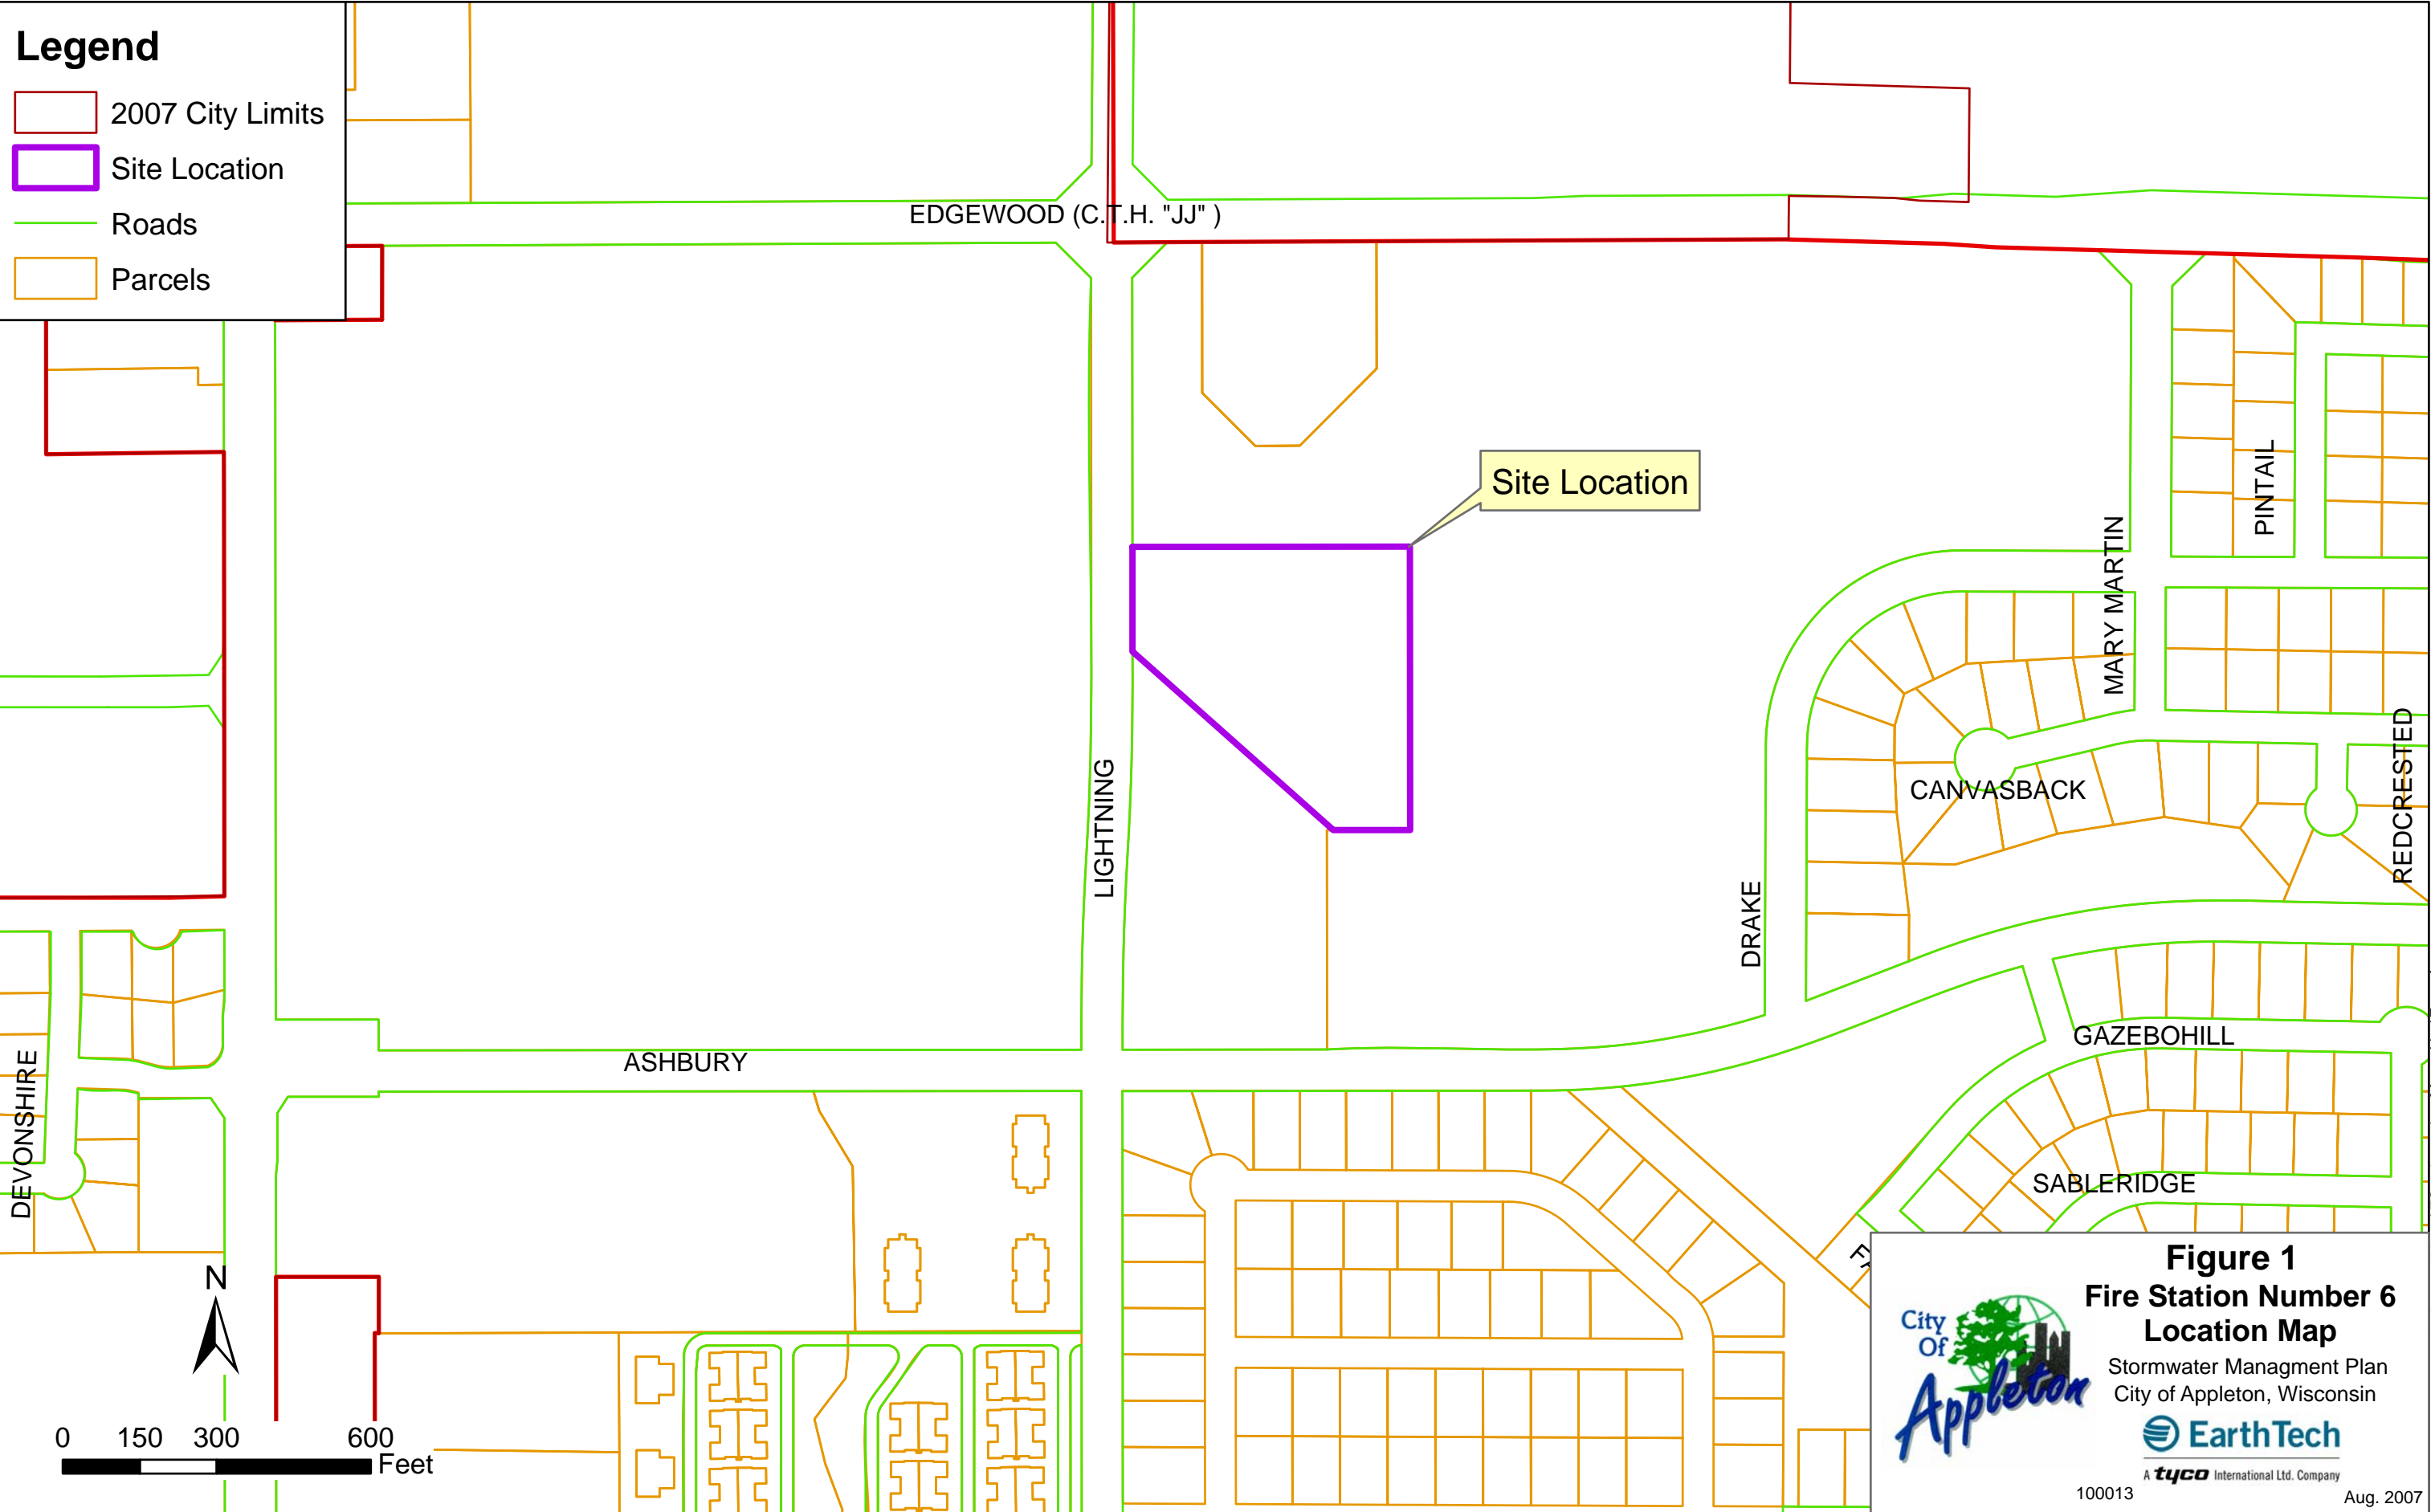 Legend
2007 City Limits
Site Location
Roads
Parcels
EDGEWOOD (C.T.H. "JJ" )
Site Location
PINTAIL
MARY MARTIN
REDCRESTED
CANVASBACK
LIGHTNING
DRAKE
GAZEBOHILL
ASHBURY
DEVONSHIRE
SABLERIDGE
N
0 150 300 600
Feet
Figure 1
Fire Station Number 6
Location Map
Stormwater Managment Plan
City of Appleton, Wisconsin
City
Of
Appleton
EarthTech
A tyco International Ltd. Company
100013
Aug. 2007